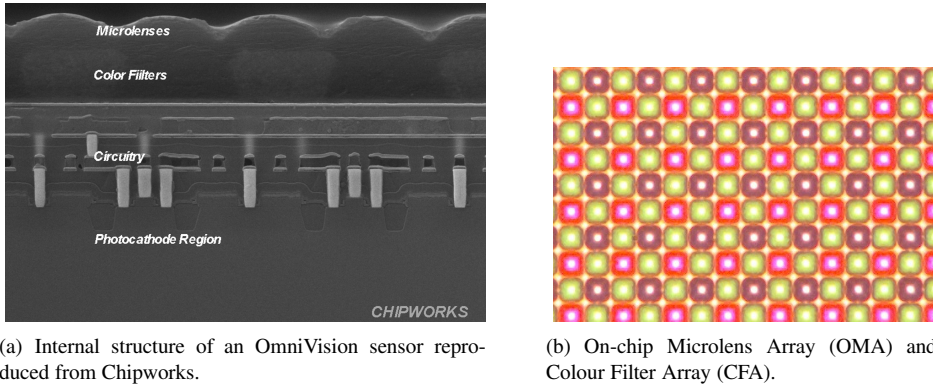 Microlenses
Color Fiilters
Circuitry
Photocathode Region
CHIPWORKS
(a) Internal structure of an OmniVision sensor repro-
duced from Chipworks.
(b) On-chip Microlens Array (OMA) and
Colour Filter Array (CFA).